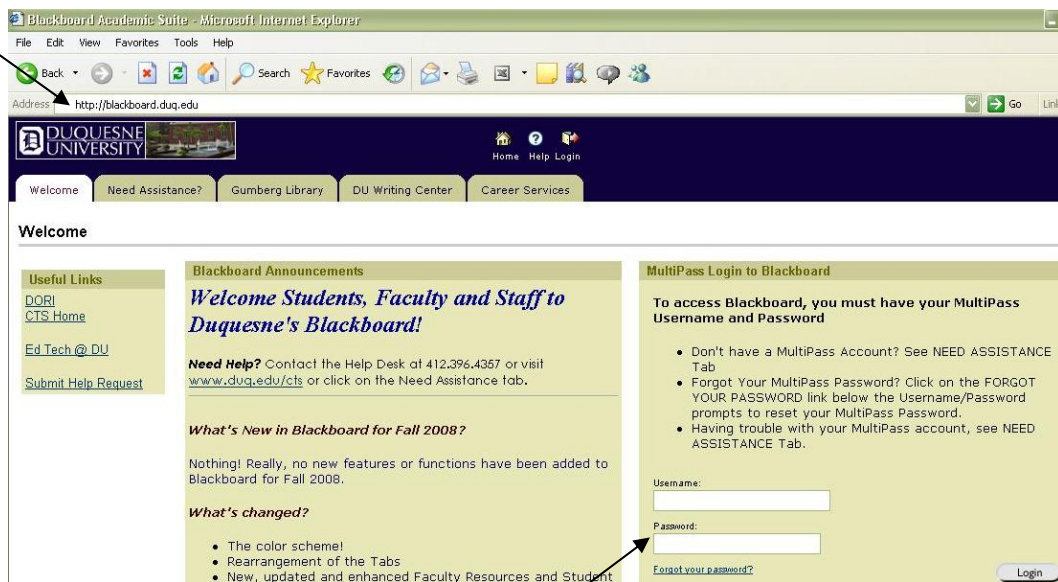 Blackboard Academic Suite - Microsoft Internet Explorer
File Edit View Favorites Tools Help
Back Search Favorites
Address http://blackboard.duq.edu Go
DUQUESNE
UNIVERSITY
Home Help Login
Welcome Need Assistance? Gumberg Library DU Writing Center Career Services
Welcome
Useful Links
DORI
CTS Home
Ed Tech @ DU
Submit Help Request
Blackboard Announcements
Welcome Students, Faculty and Staff to
Duquesne's Blackboard!
Need Help? Contact the Help Desk at 412.396.4357 or visit
www.duq.edu/cts or click on the Need Assistance tab.
What's New in Blackboard for Fall 2008?
Nothing! Really, no new features or functions have been added to
Blackboard for Fall 2008.
What's changed?
• The color scheme!
• Rearrangement of the Tabs
• New, updated and enhanced Faculty Resources and Student
MultiPass Login to Blackboard
To access Blackboard, you must have your MultiPass
Username and Password
• Don't have a MultiPass Account? See NEED ASSISTANCE
Tab
• Forgot Your MultiPass Password? Click on the FORGOT
YOUR PASSWORD link below the Username/Password
prompts to reset your MultiPass Password.
• Having trouble with your MultiPass account, see NEED
ASSISTANCE Tab.
Username:
Password:
Forgot your password?
Login